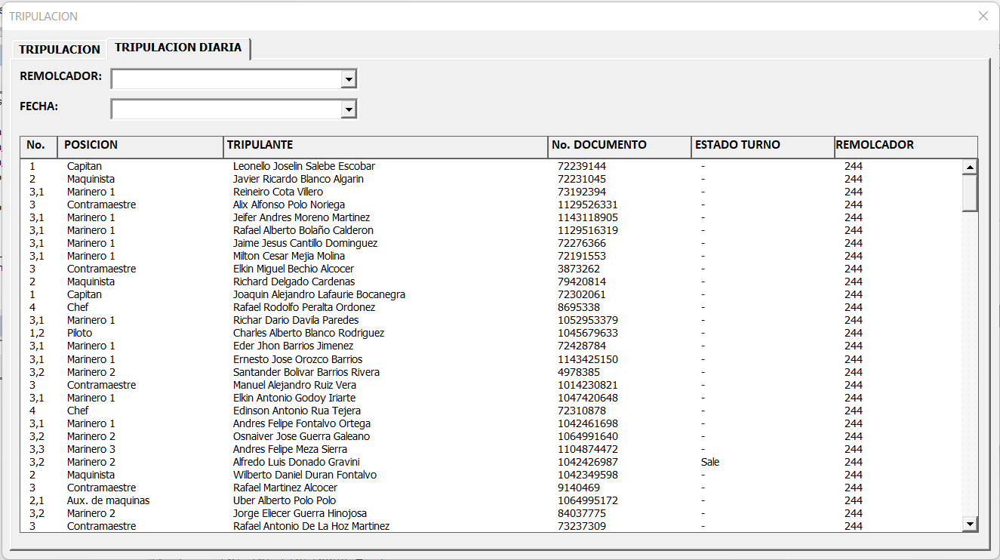 TRIPULACION
TRIPULACION TRIPULACION DIARIA
REMOLCADOR:
FECHA:
No. POSICION TRIPULANTE No. DOCUMENTO ESTADO TURNO REMOLCADOR
1 Capitan Leonello Joselin Salebe Escobar 72239144 - 244
2 Maquinista Javier Ricardo Blanco Algarin 72231045 - 244
3,1 Marinero 1 Reineiro Cota Villero 73192394 - 244
3 Contramaestre Alix Alfonso Polo Noriega 1129526331 - 244
3,1 Marinero 1 Jeifer Andres Moreno Martinez 1143118905 - 244
3,1 Marinero 1 Rafael Alberto Bolaño Calderon 1129516319 - 244
3,1 Marinero 1 Jaime Jesus Cantillo Dominguez 72276366 - 244
3,1 Marinero 1 Milton Cesar Mejia Molina 72191553 - 244
3 Contramaestre Elkin Miguel Bechio Alcocer 3873262 - 244
2 Maquinista Richard Delgado Cardenas 79420814 - 244
1 Capitan Joaquin Alejandro Lafaurie Bocanegra 72302061 - 244
4 Chef Rafael Rodolfo Peralta Ordonez 8695338 - 244
3,1 Marinero 1 Richar Dario Davila Paredes 1052953379 - 244
1,2 Piloto Charles Alberto Blanco Rodriguez 1045679633 - 244
3,1 Marinero 1 Eder Jhon Barrios Jimenez 72428784 - 244
3,1 Marinero 1 Ernesto Jose Orozco Barrios 1143425150 - 244
3,2 Marinero 2 Santander Bolivar Barrios Rivera 4978385 - 244
3 Contramaestre Manuel Alejandro Ruiz Vera 1014230821 - 244
3,1 Marinero 1 Elkin Antonio Godoy Iriarte 1047420648 - 244
4 Chef Edinson Antonio Rua Tejera 72310878 - 244
3,1 Marinero 1 Andres Felipe Fontalvo Ortega 1042461698 - 244
3,2 Marinero 2 Osnaiver Jose Guerra Galeano 1064991640 - 244
3,3 Marinero 3 Andres Felipe Meza Sierra 1104874472 - 244
3,2 Marinero 2 Alfredo Luis Donado Gravini 1042426987 Sale 244
2 Maquinista Wilberto Daniel Duran Fontalvo 1042349598 - 244
3 Contramaestre Rafael Martinez Alcocer 9140469 - 244
2,1 Aux. de maquinas Uber Alberto Polo Polo 1064995172 - 244
3,2 Marinero 2 Jorge Eliecer Guerra Hinojosa 84037775 - 244
3 Contramaestre Rafael Antonio De La Hoz Martinez 73237309 - 244